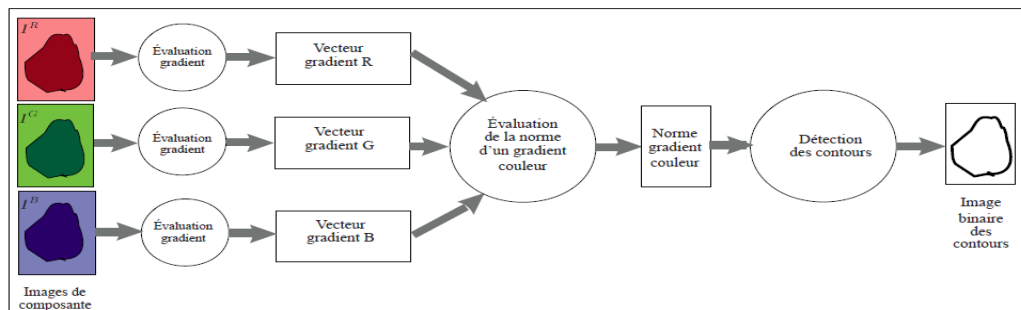 I^R
Évaluation
gradient
Vecteur
gradient R
I^G
Évaluation
gradient
Vecteur
gradient G
I^B
Évaluation
gradient
Vecteur
gradient B
Évaluation
de la norme
d'un gradient
couleur
Norme
gradient
couleur
Détection
des contours
Images de
composante
Image
binaire
des
contours